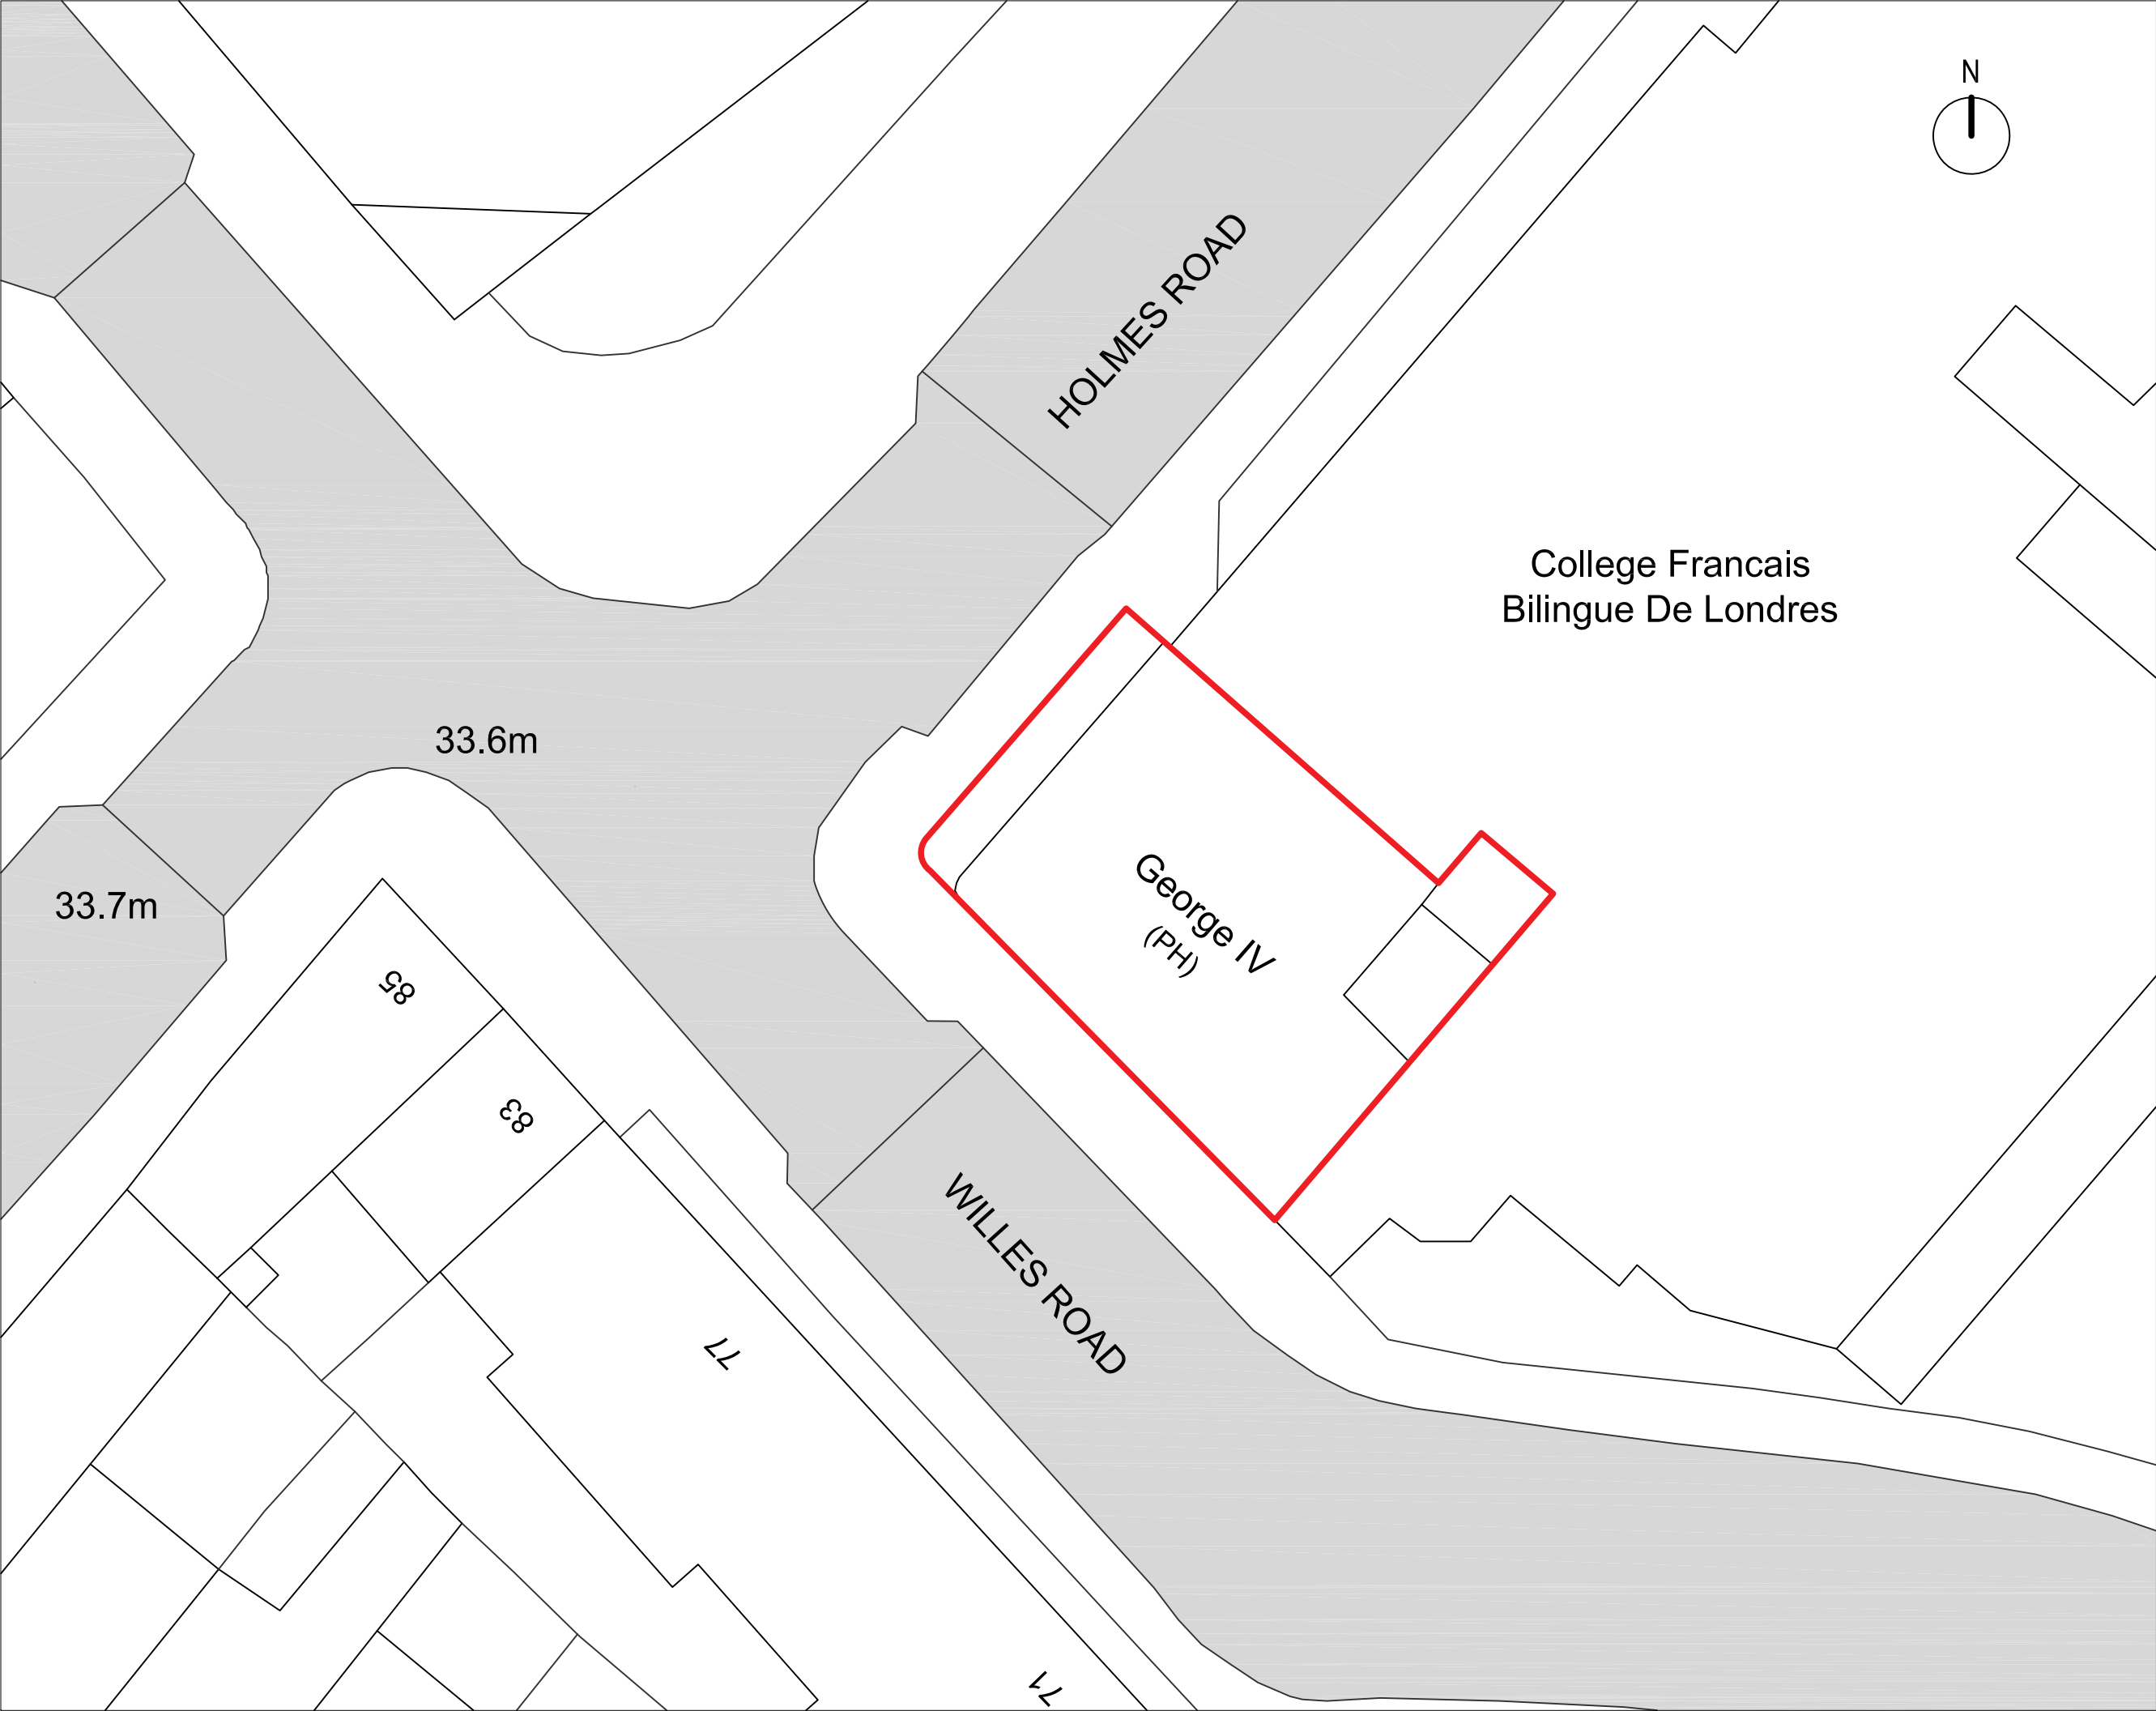 N
HOLMES ROAD
College Francais
Bilingue De Londres
33.6m
33.7m
George IV
(PH)
85
83
WILLES ROAD
77
71